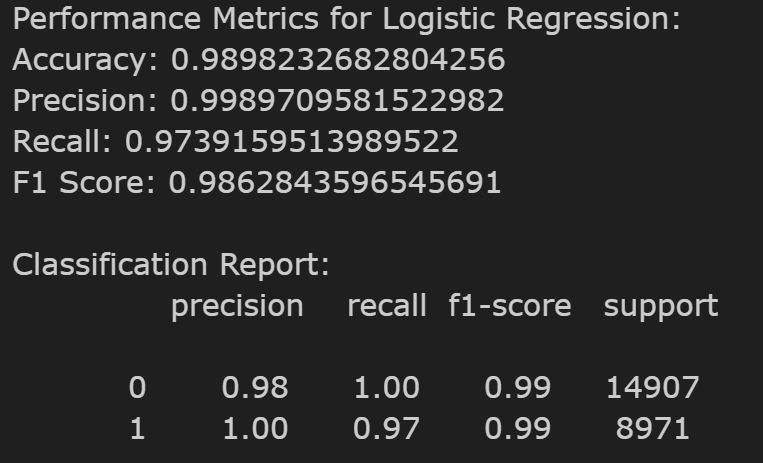 Performance Metrics for Logistic Regression:
Accuracy: 0.9898232682804256
Precision: 0.9989709581522982
Recall: 0.9739159513989522
F1 Score: 0.9862843596545691
Classification Report:
precision recall f1-score support
0 0.98 1.00 0.99 14907
1 1.00 0.97 0.99 8971